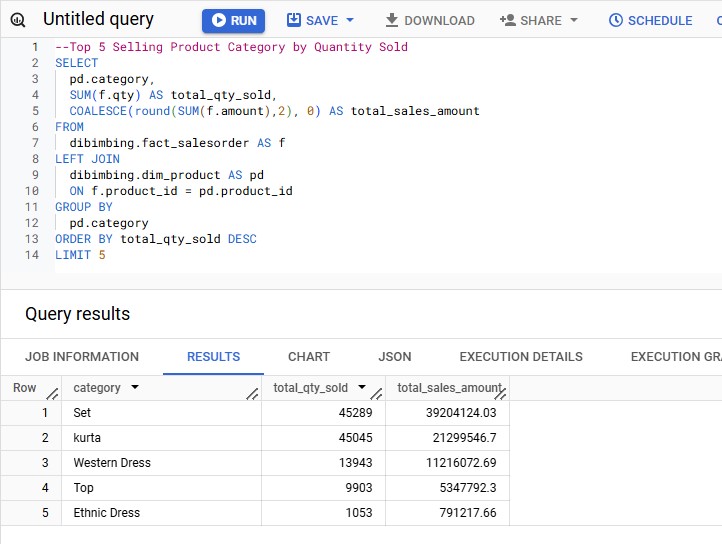 Untitled query RUN SAVE DOWNLOAD SHARE SCHEDULE
1 --Top 5 Selling Product Category by Quantity Sold
2 SELECT
3 pd.category,
4 SUM(f.qty) AS total_qty_sold,
5 COALESCE(round(SUM(f.amount),2), 0) AS total_sales_amount
6 FROM
7 dibimbing.fact_salesorder AS f
8 LEFT JOIN
9 dibimbing.dim_product AS pd
10 ON f.product_id = pd.product_id
11 GROUP BY
12 pd.category
13 ORDER BY total_qty_sold DESC
14 LIMIT 5
Query results
JOB INFORMATION RESULTS CHART JSON EXECUTION DETAILS EXECUTION GR
Row category total_qty_sold total_sales_amount
1 Set 45289 39204124.03
2 kurta 45045 21299546.7
3 Western Dress 13943 11216072.69
4 Top 9903 5347792.3
5 Ethnic Dress 1053 791217.66